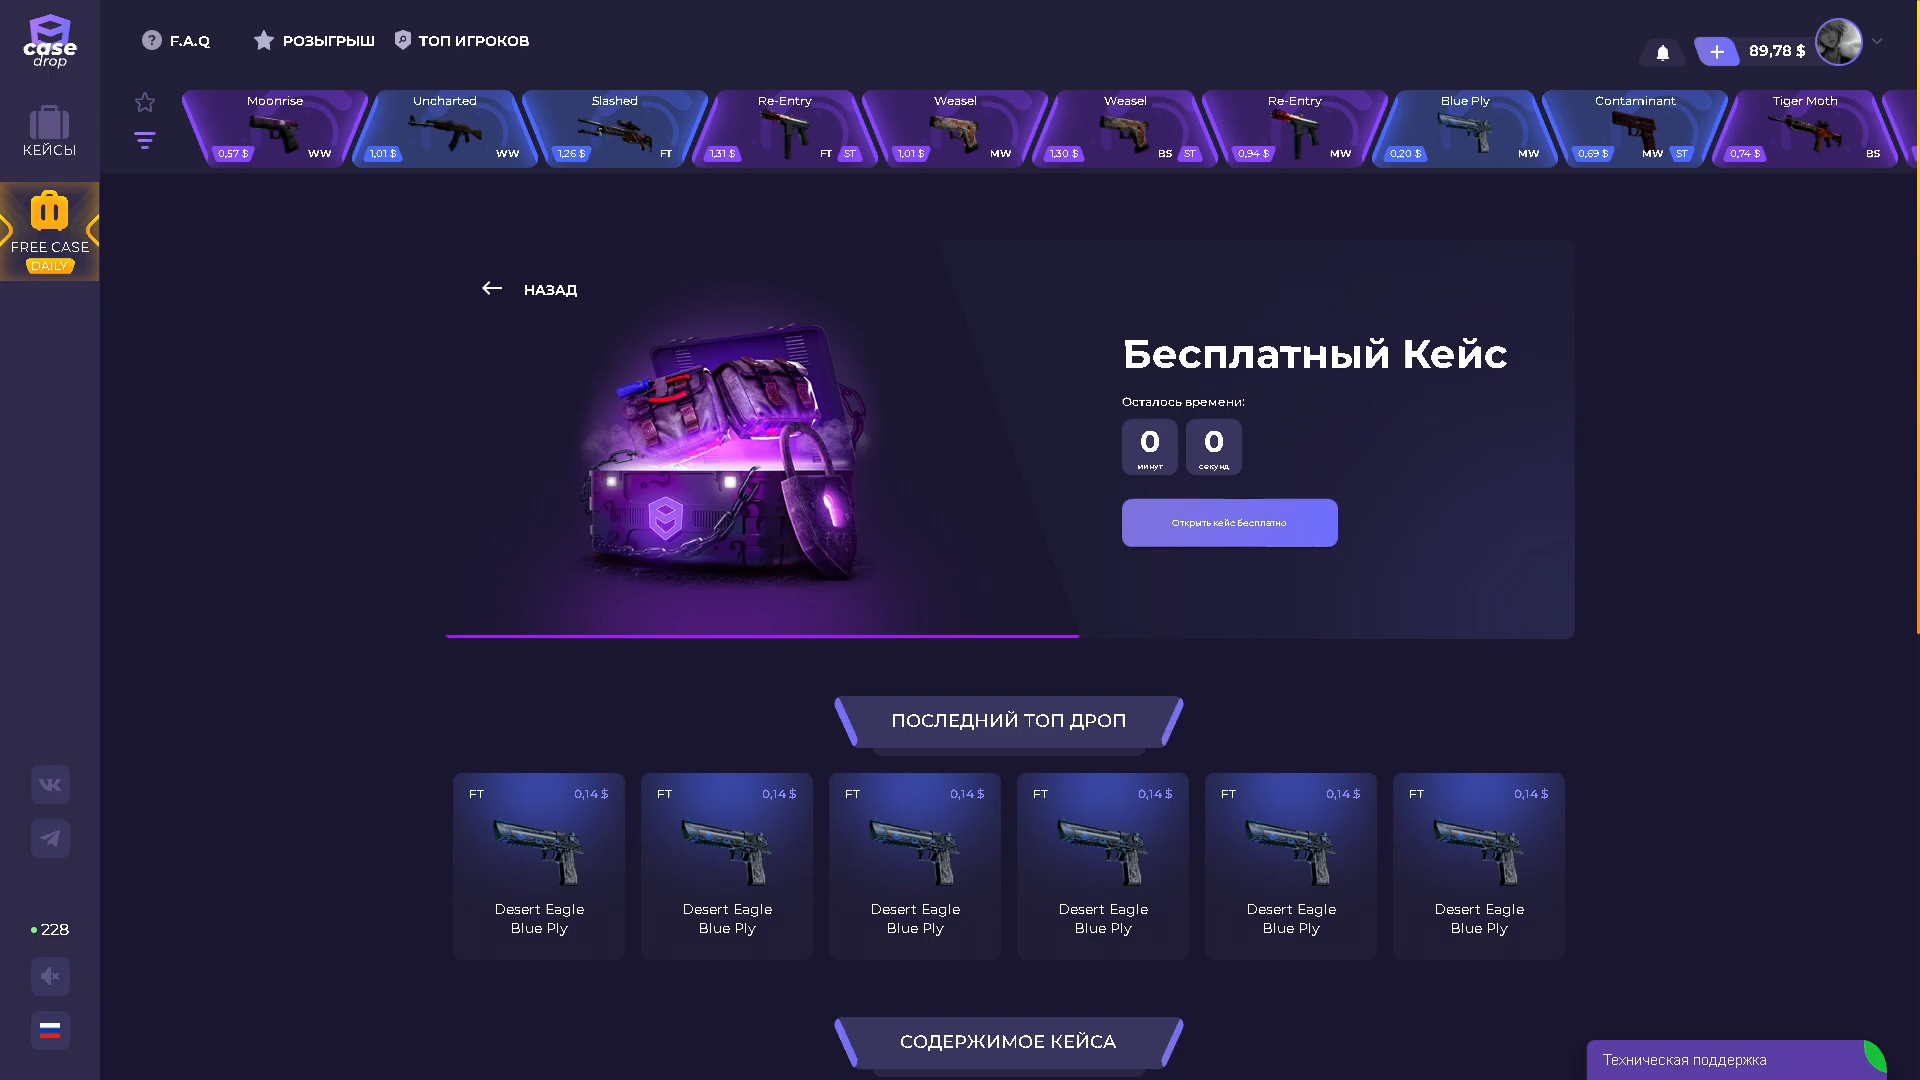 case
drop
F.A.Q
РОЗЫГРЫШ
ТОП ИГРОКОВ
89,78 $
КЕЙСЫ
FREE CASE
DAILY
Moonrise
0,57 $ WW
Uncharted
1,01 $ WW
Slashed
1,26 $ FT
Re-Entry
1,31 $ FT ST
Weasel
1,01 $ MW
Weasel
1,30 $ BS ST
Re-Entry
0,94 $ MW
Blue Ply
0,20 $ MW
Contaminant
0,69 $ MW ST
Tiger Moth
0,74 $ BS
НАЗАД
Бесплатный Кейс
Осталось времени:
0 0
минут секунд
Открыть кейс Бесплатно
ПОСЛЕДНИЙ ТОП ДРОП
FT 0,14 $
Desert Eagle
Blue Ply
FT 0,14 $
Desert Eagle
Blue Ply
FT 0,14 $
Desert Eagle
Blue Ply
FT 0,14 $
Desert Eagle
Blue Ply
FT 0,14 $
Desert Eagle
Blue Ply
FT 0,14 $
Desert Eagle
Blue Ply
228
СОДЕРЖИМОЕ КЕЙСА
Техническая поддержка